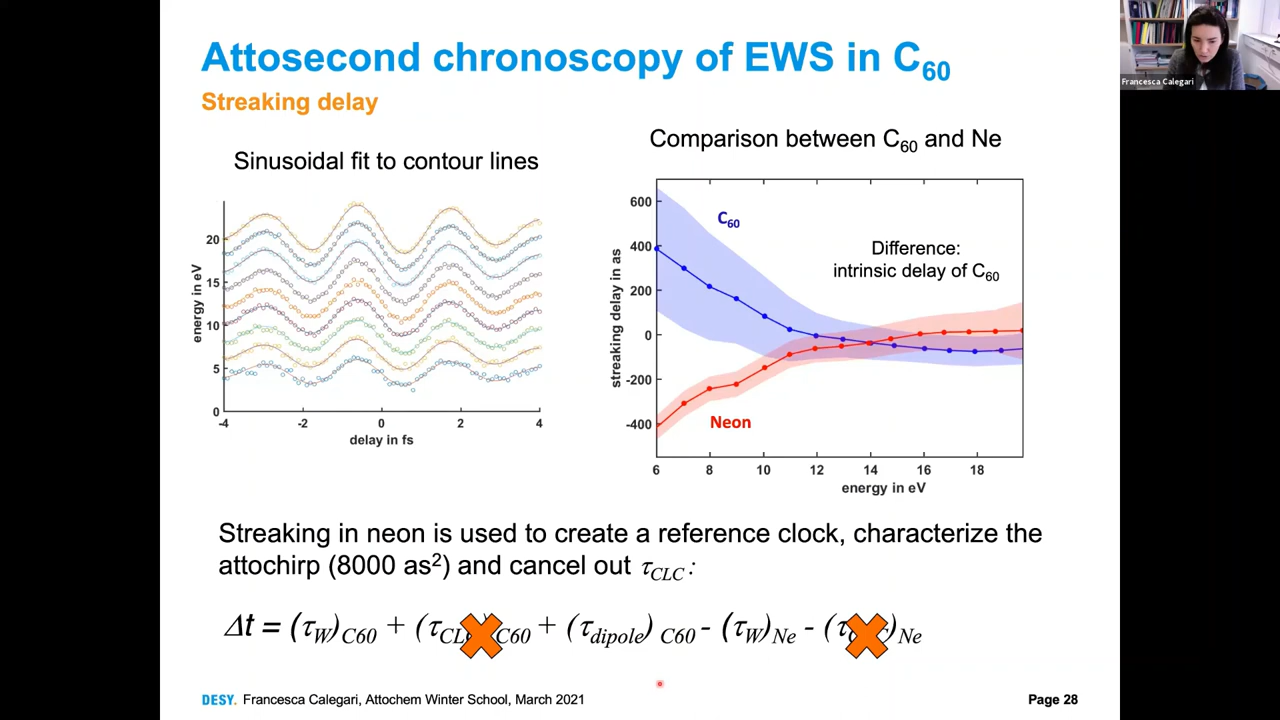 Attosecond chronoscopy of EWS in C60
Streaking delay
Francesca Calegari
Sinusoidal fit to contour lines
20
15
10
5
0
energy in eV
-4 -2 0 2 4
delay in fs
Comparison between C60 and Ne
600
400
200
0
-200
-400
streaking delay in as
C60
Difference:
intrinsic delay of C60
Neon
6 8 10 12 14 16 18
energy in eV
Streaking in neon is used to create a reference clock, characterize the
attochirp (8000 as²) and cancel out τCLC :
Δt = (τW)C60 + (τCLC)C60 + (τdipole) C60 - (τW)Ne - (τ)Ne
DESY. Francesca Calegari, Attochem Winter School, March 2021
Page 28